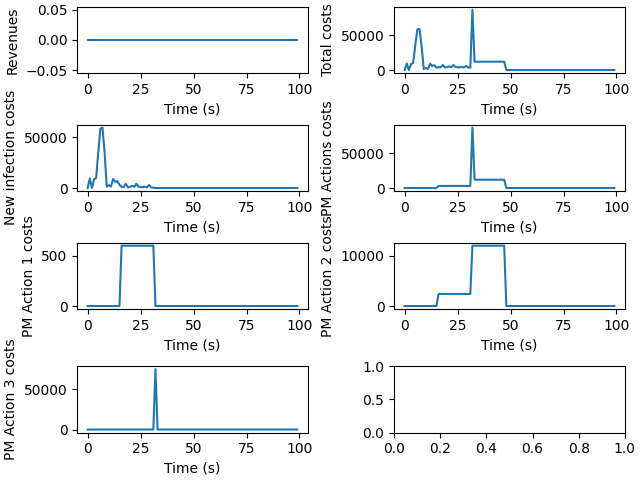 Revenues
0.05
0.00
−0.05
0 25 50 75 100
Time (s)
Total costs
50000
0
0 25 50 75 100
Time (s)
New infection costs
50000
0
0 25 50 75 100
Time (s)
PM Actions costs
50000
0
0 25 50 75 100
Time (s)
PM Action 1 costs
500
0
0 25 50 75 100
Time (s)
PM Action 2 costs
10000
0
0 25 50 75 100
Time (s)
PM Action 3 costs
50000
0
0 25 50 75 100
Time (s)
1.0
0.5
0.0
0.0 0.2 0.4 0.6 0.8 1.0